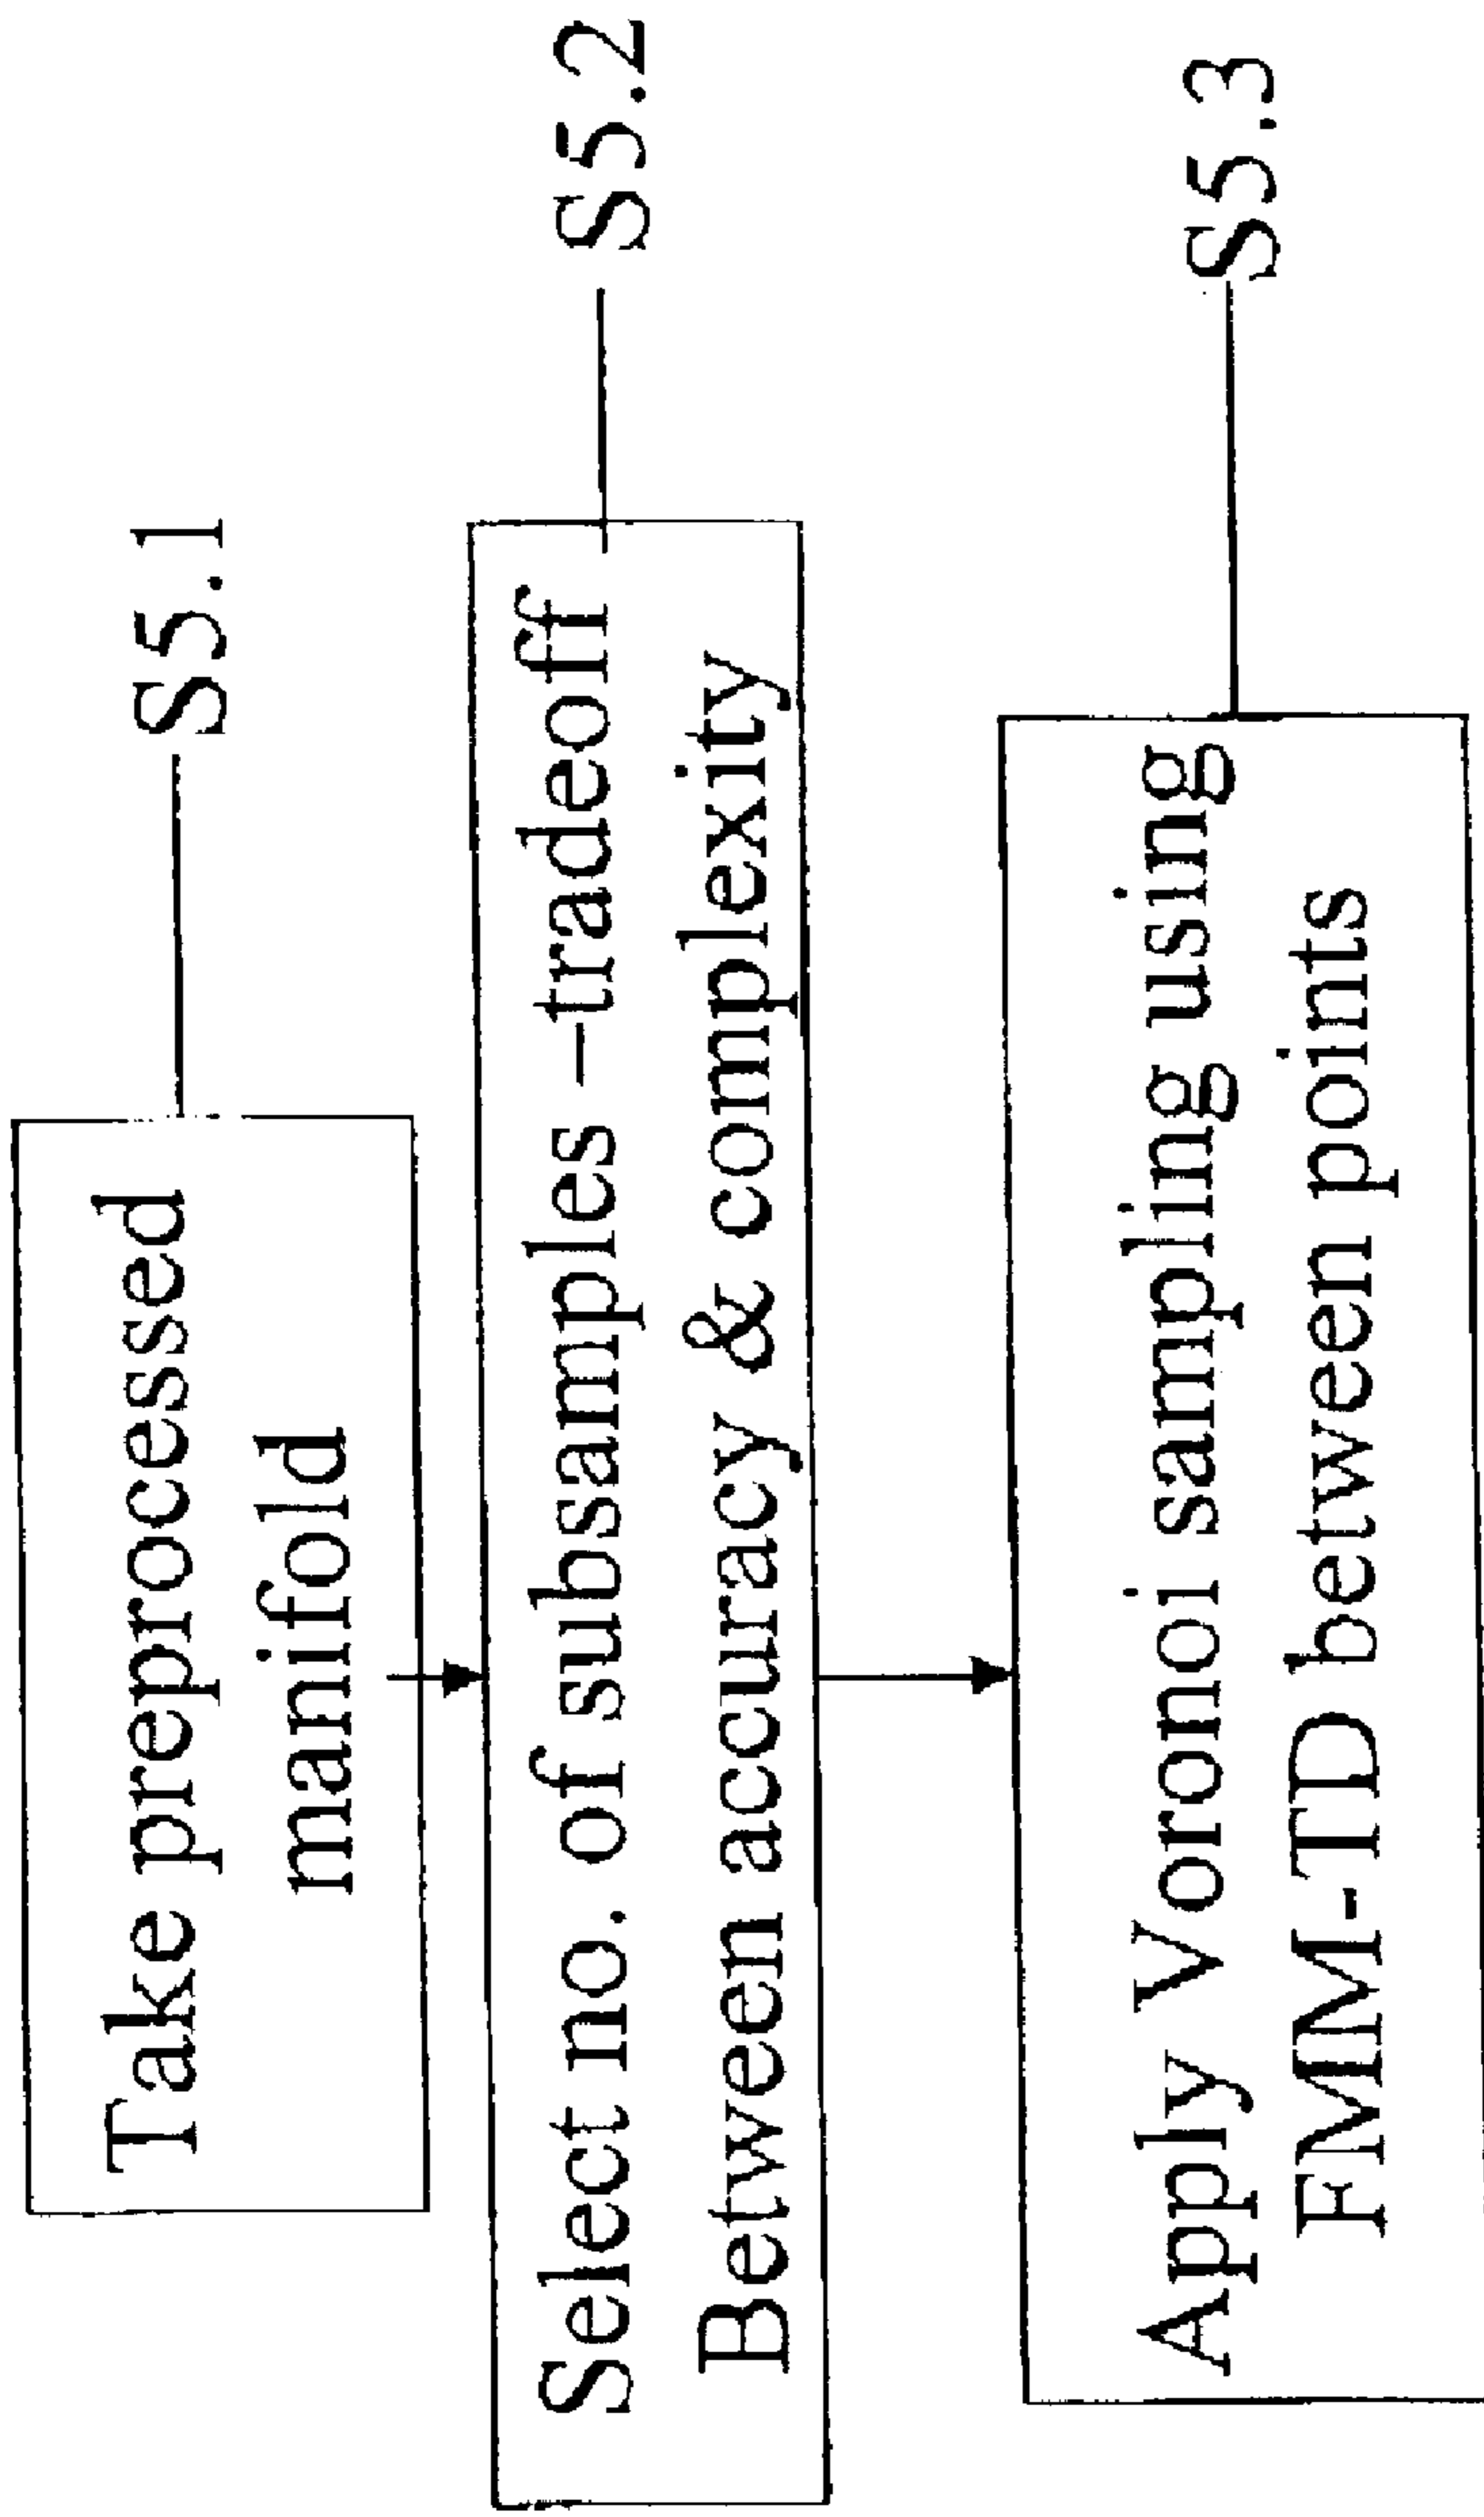 Take preprocessed
manifold
S5.1
Select no. of subsamples –tradeoff
Between accuracy & complexity
S5.2
Apply Voronoi sampling using
FMM-TD between points
S5.3